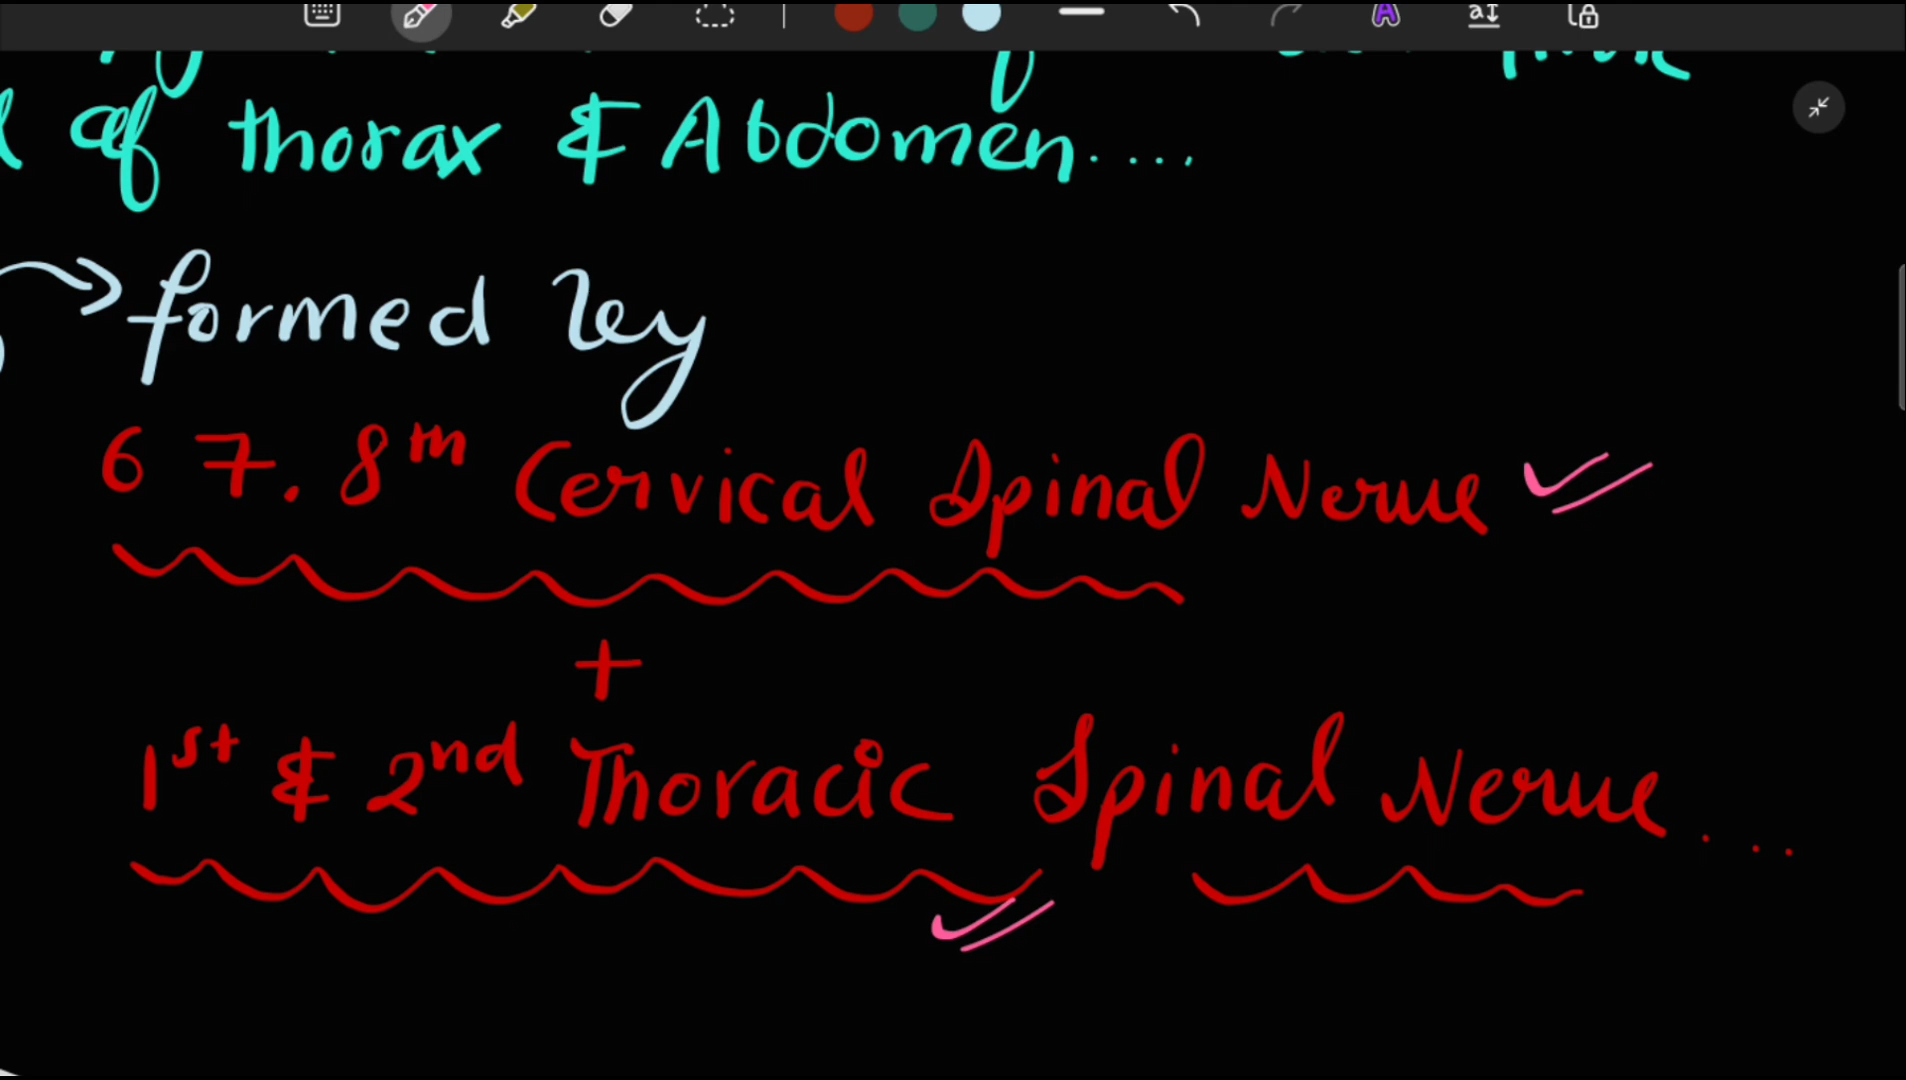 of thorax & Abdomen....
formed by
6 7. 8th Cervical Spinal Nerve
+
1st & 2nd Thoracic Spinal Nerve....